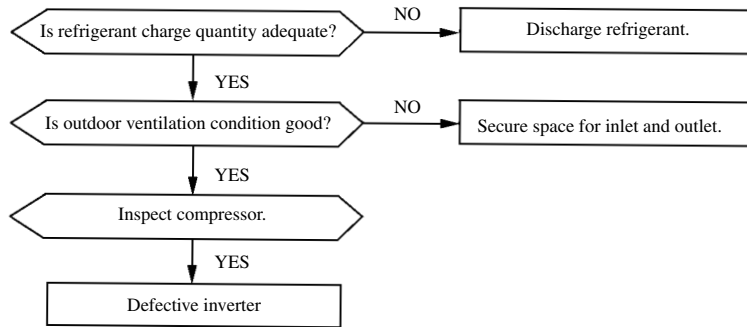 Is refrigerant charge quantity adequate?
NO
Discharge refrigerant.
YES
Is outdoor ventilation condition good?
NO
Secure space for inlet and outlet.
YES
Inspect compressor.
YES
Defective inverter